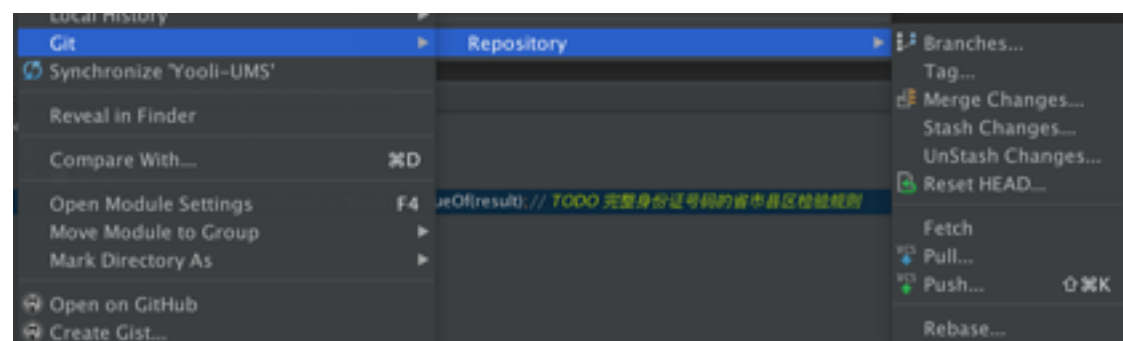 Local History
Git
Synchronize 'Yooli-UMS'
Reveal in Finder
Compare With... ⌘D
Open Module Settings F4
Move Module to Group
Mark Directory As
Open on GitHub
Create Gist...
Repository
ueOf(result);// TODO 完整身份证号码的省市县区检验规则
Branches...
Tag...
Merge Changes...
Stash Changes...
UnStash Changes...
Reset HEAD...
Fetch
VCS Pull...
VCS Push... ⇧⌘K
Rebase...